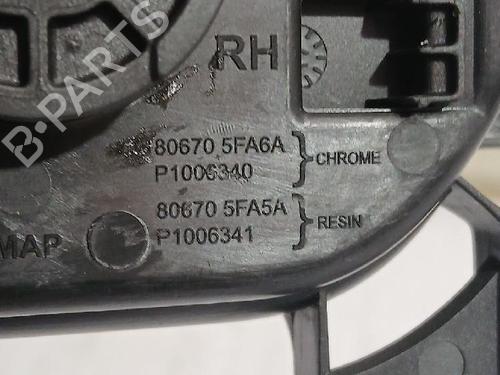 B-PARTS
RH
80670 5FA6A
P1006340
CHROME
80670 5FA5A
P1006341
RESIN
MAP